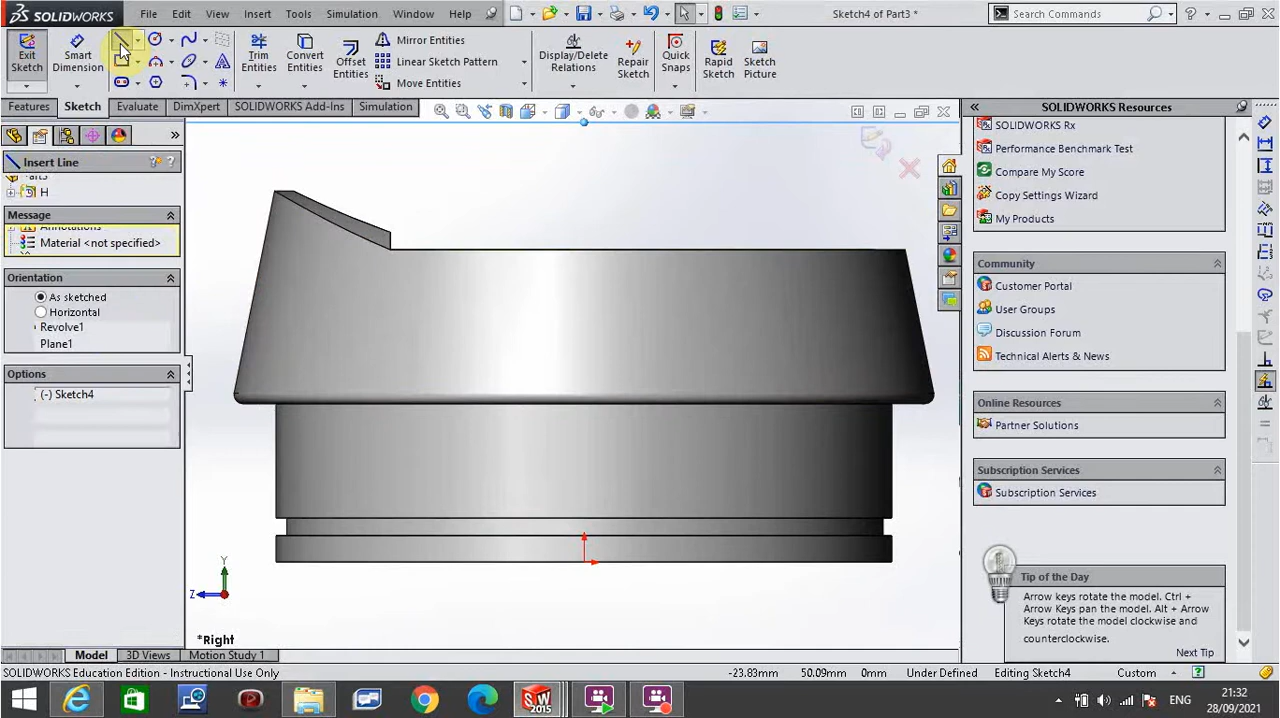 SOLIDWORKS
File
Edit
View
Insert
Tools
Simulation
Window
Help
Sketch4 of Part3 *
Search Commands
Exit
Sketch
Smart
Dimension
Trim
Entities
Convert
Entities
Offset
Entities
Mirror Entities
Linear Sketch Pattern
Move Entities
Display/Delete
Relations
Repair
Sketch
Quick
Snaps
Rapid
Sketch
Sketch
Picture
Features
Sketch
Evaluate
DimXpert
SOLIDWORKS Add-Ins
Simulation
SOLIDWORKS Resources
Insert Line
H
Message
Annotations
Material <not specified>
Orientation
As sketched
Horizontal
Revolve1
Plane1
Options
(-) Sketch4
SOLIDWORKS Rx
Performance Benchmark Test
Compare My Score
Copy Settings Wizard
My Products
Community
Customer Portal
User Groups
Discussion Forum
Technical Alerts & News
Online Resources
Partner Solutions
Subscription Services
Subscription Services
Tip of the Day
Arrow keys rotate the model. Ctrl +
Arrow Keys pan the model. Alt + Arrow
Keys rotate the model clockwise and
counterclockwise.
Next Tip
Y
Z
*Right
Model
3D Views
Motion Study 1
SOLIDWORKS Education Edition - Instructional Use Only
-23.83mm
50.09mm
0mm
Under Defined
Editing Sketch4
Custom
SW
2015
ENG
21:32
28/09/2021